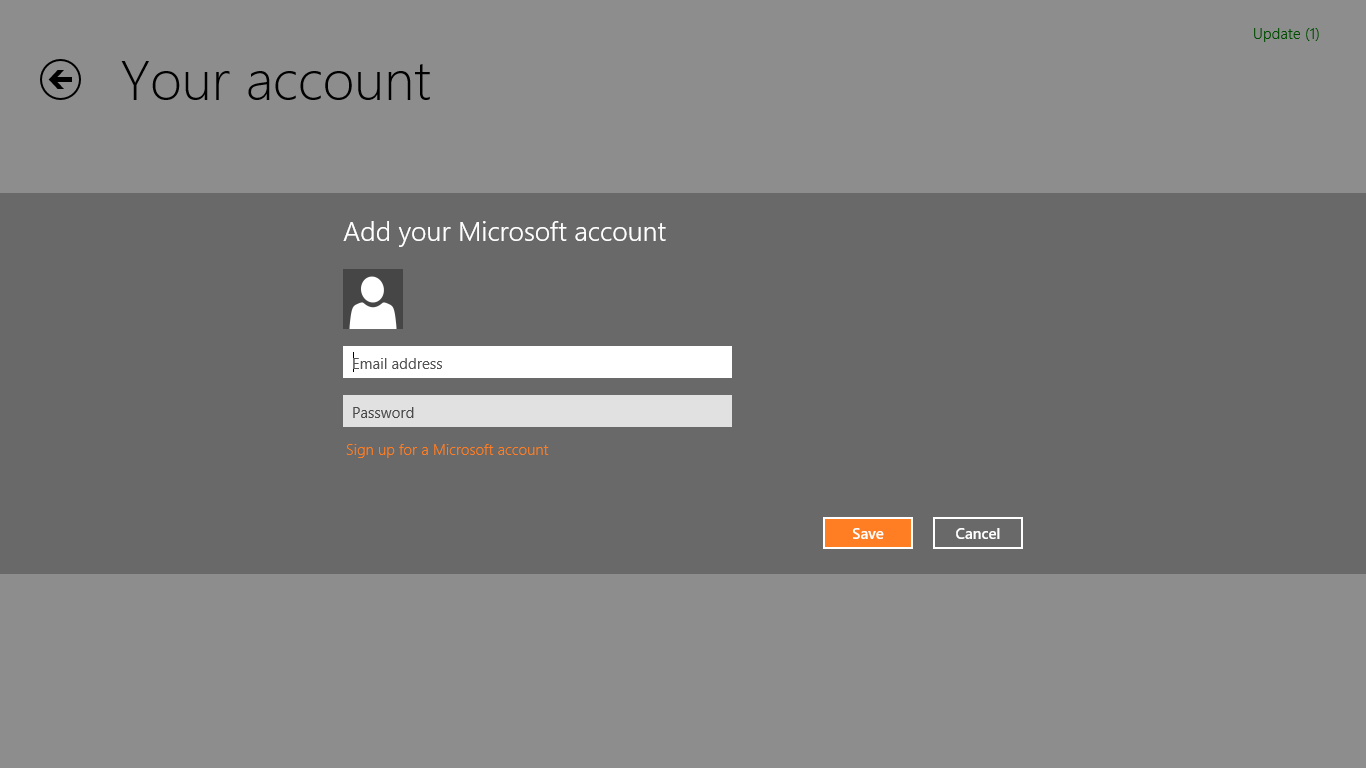 Update (1)
Your account
Add your Microsoft account
Email address
Password
Sign up for a Microsoft account
Save
Cancel